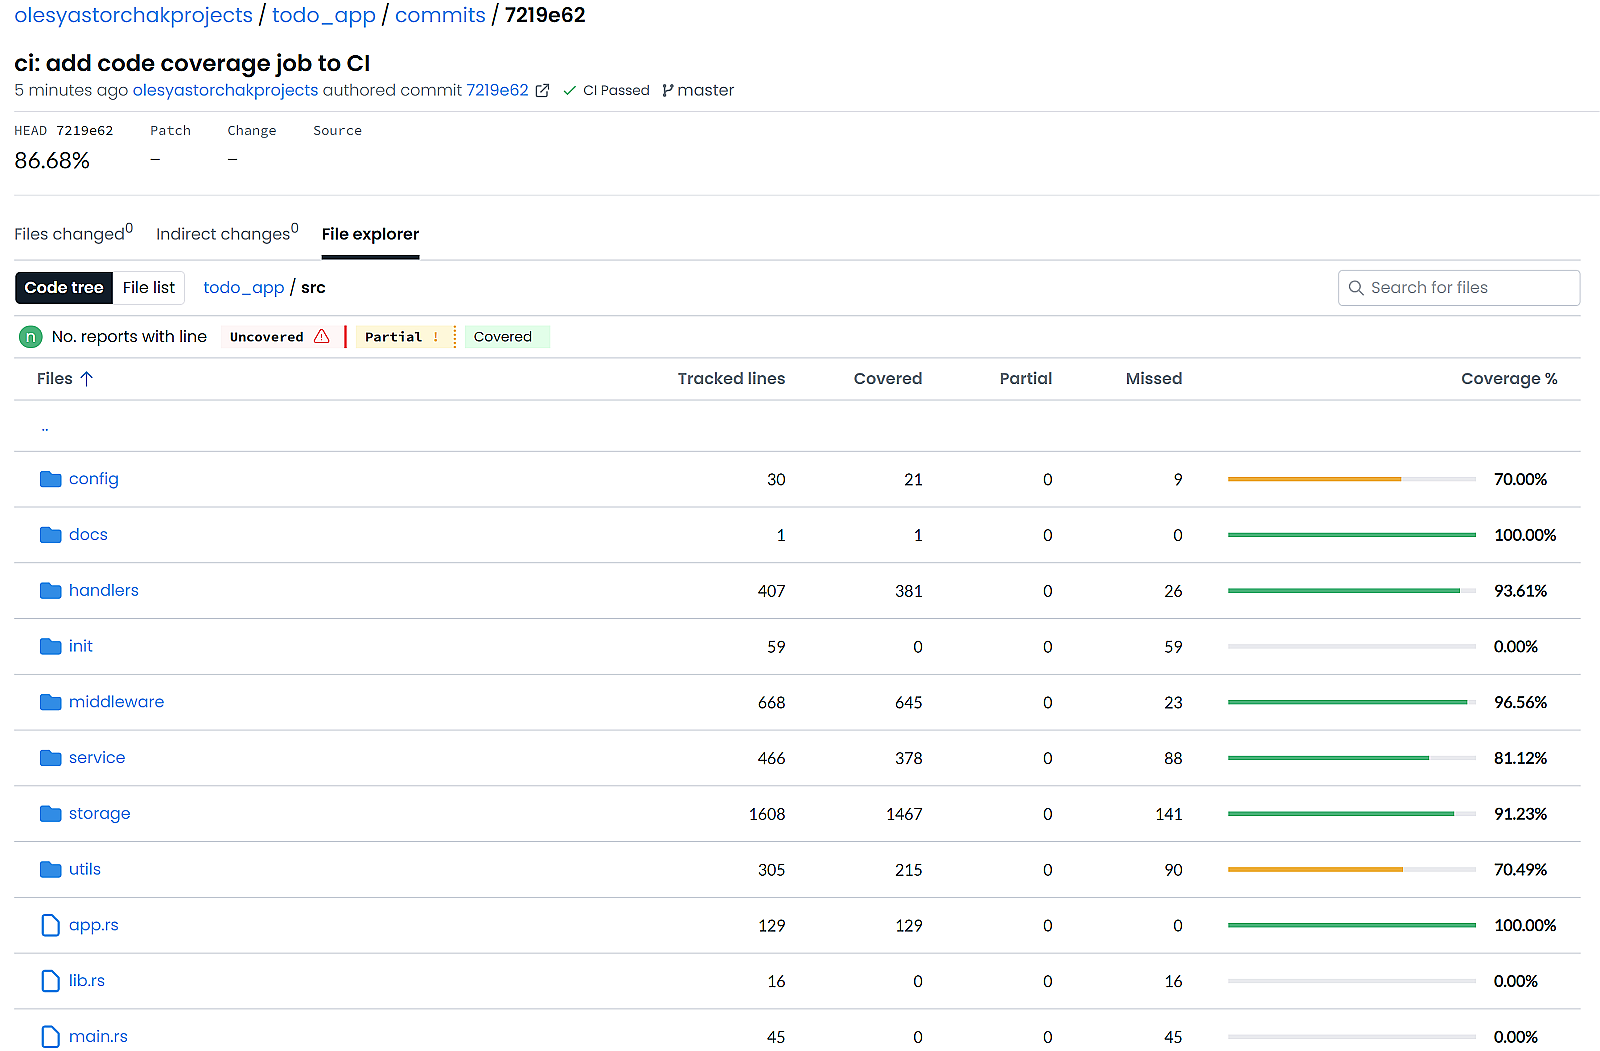 olesyastorchakprojects / todo_app / commits / 7219e62
ci: add code coverage job to CI
5 minutes ago olesyastorchakprojects authored commit 7219e62 CI Passed master
HEAD 7219e62 Patch Change Source
86.68% – –
Files changed0 Indirect changes0 File explorer
Code tree File list todo_app / src Search for files
n No. reports with line Uncovered Partial ! Covered
Files Tracked lines Covered Partial Missed Coverage %
..
config 30 21 0 9 70.00%
docs 1 1 0 0 100.00%
handlers 407 381 0 26 93.61%
init 59 0 0 59 0.00%
middleware 668 645 0 23 96.56%
service 466 378 0 88 81.12%
storage 1608 1467 0 141 91.23%
utils 305 215 0 90 70.49%
app.rs 129 129 0 0 100.00%
lib.rs 16 0 0 16 0.00%
main.rs 45 0 0 45 0.00%